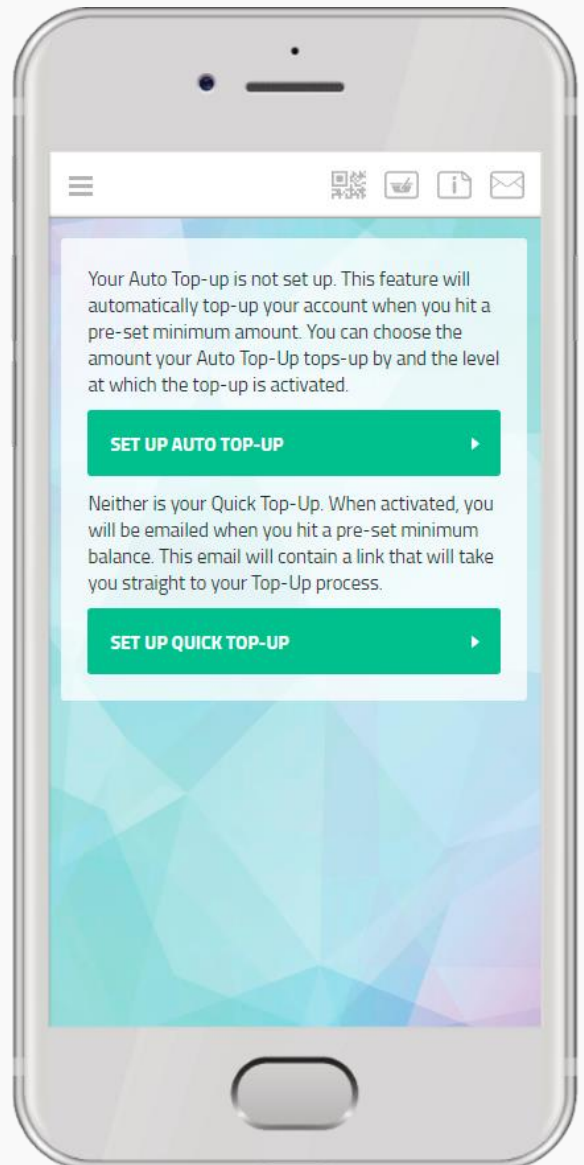 Your Auto Top-up is not set up. This feature will
automatically top-up your account when you hit a
pre-set minimum amount. You can choose the
amount your Auto Top-Up tops-up by and the level
at which the top-up is activated.
SET UP AUTO TOP-UP
Neither is your Quick Top-Up. When activated, you
will be emailed when you hit a pre-set minimum
balance. This email will contain a link that will take
you straight to your Top-Up process.
SET UP QUICK TOP-UP